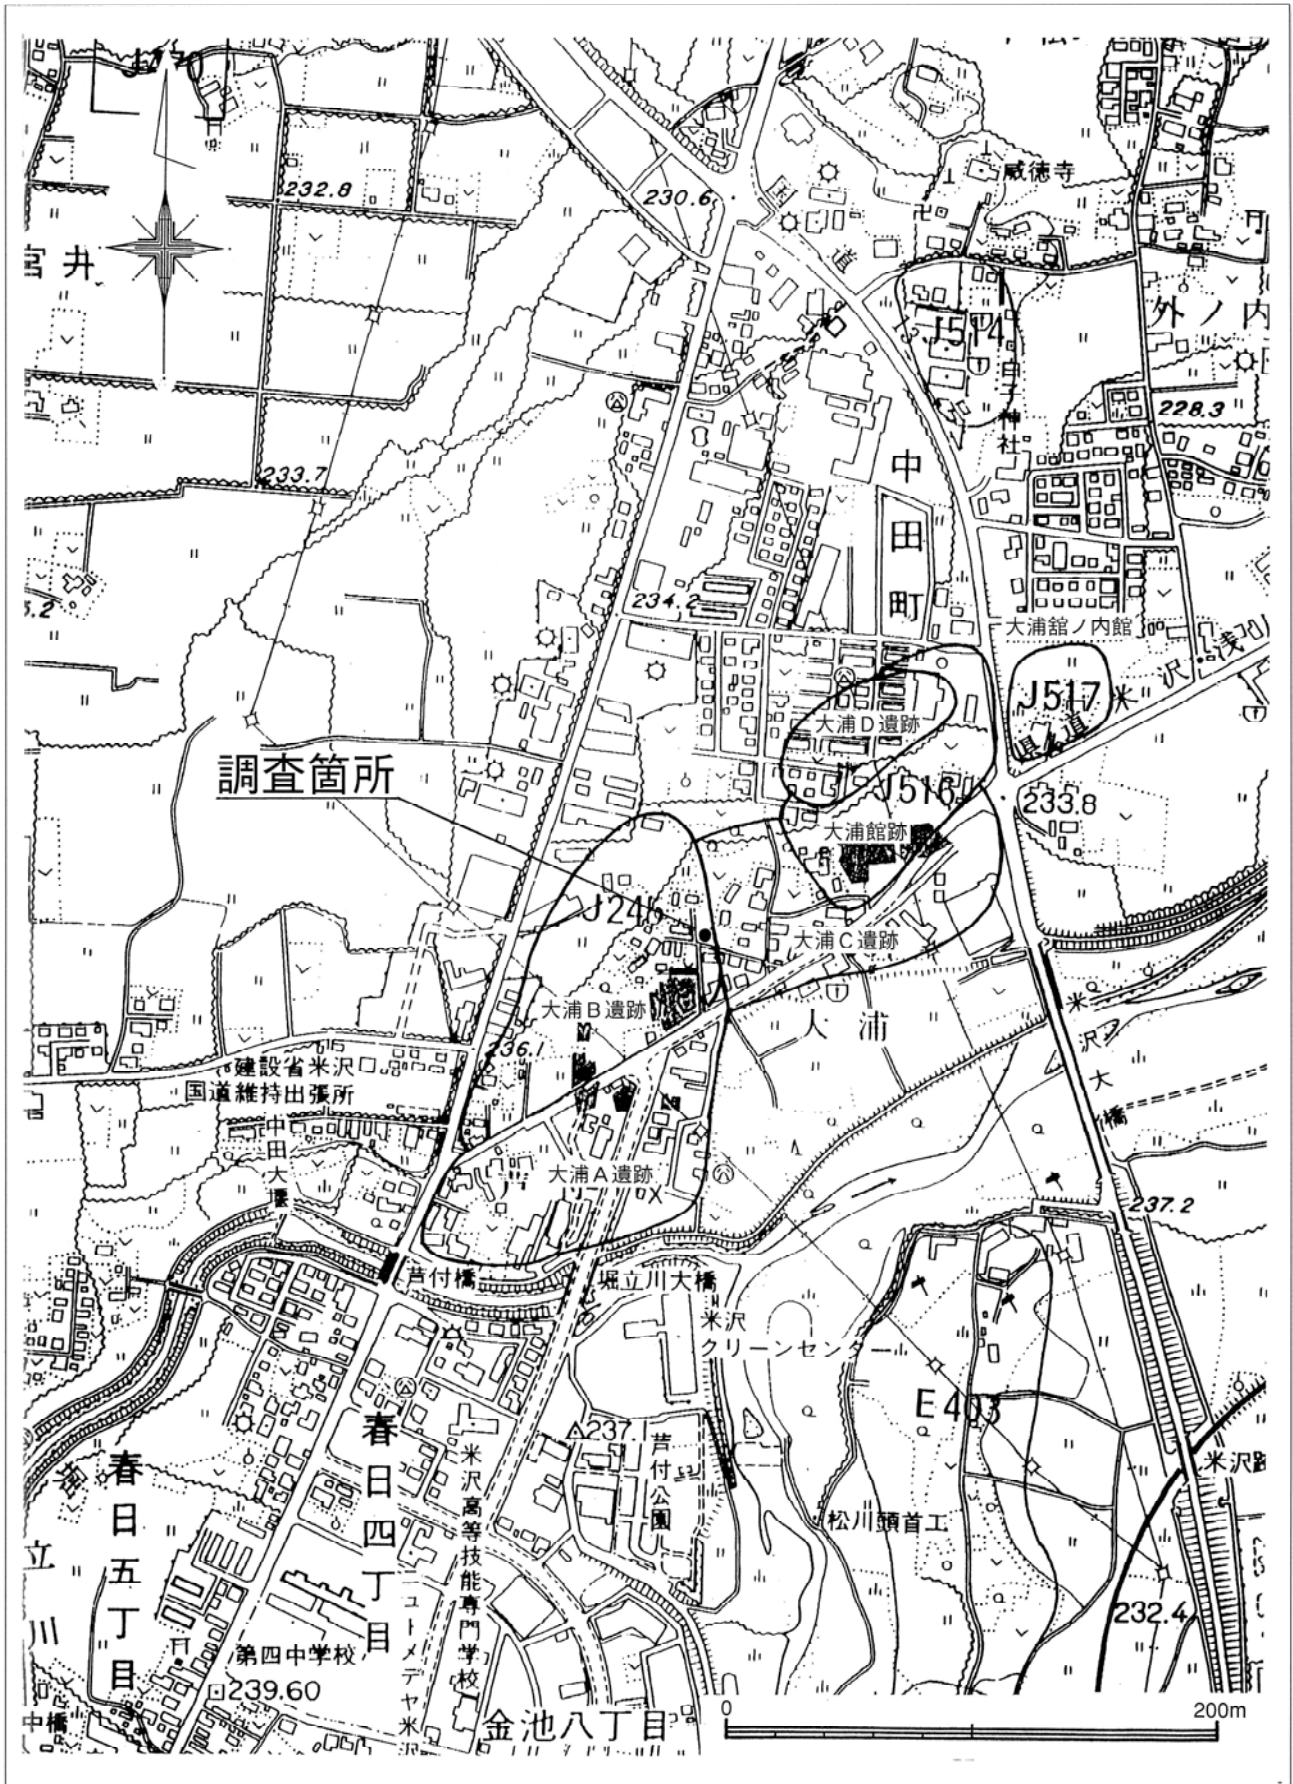 232.8
230.6
威徳寺
宮井
道
外ノ内
J514
白子神社
228.3
233.7
中田町
234.2
大浦舘ノ内館
J517
県道米沢浅
大浦D遺跡
調査箇所
J516
233.8
大浦館跡
J246
大浦C遺跡
大浦B遺跡
大浦
236.1
建設省米沢
国道維持出張所
米沢大橋
中田大堰
大浦A遺跡
237.2
芦付橋
堀立川大橋
米沢
クリーンセンター
E403
春日四丁目
春日五丁目
237.1
芦付公園
米沢高等技能専門学校
松川頭首工
232.4
立川
第四中学校
239.60
中橋
金池八丁目
0
200m